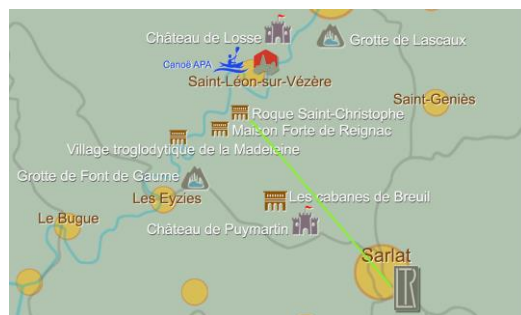 Château de Losse
Grotte de Lascaux
Canoë APA
Saint-Léon-sur-Vézère
Saint-Geniès
Roque Saint-Christophe
Maison Forte de Reignac
Village troglodytique de la Madeleine
Grotte de Font de Gaume
Les Eyzies
Les cabanes de Breuil
Le Bugue
Château de Puymartin
Sarlat